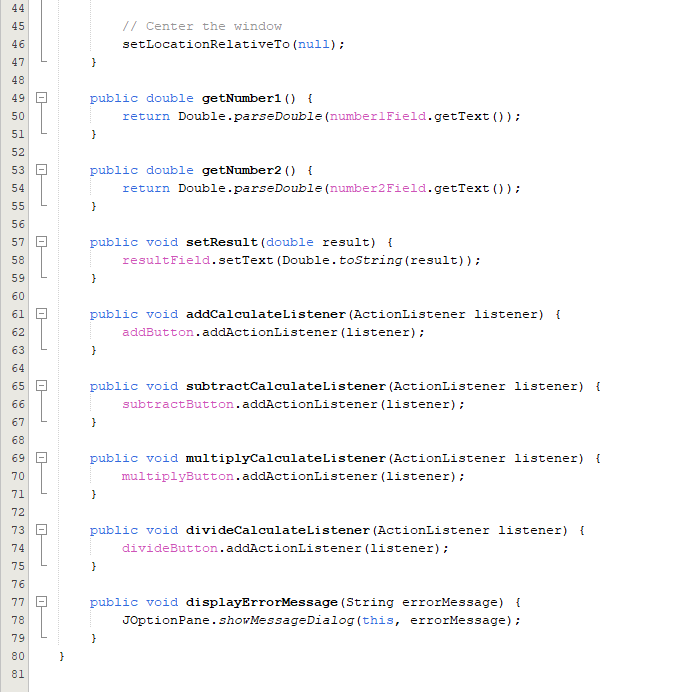 44
45 // Center the window
46 setLocationRelativeTo(null);
47 }
48
49 public double getNumber1() {
50 return Double.parseDouble(number1Field.getText());
51 }
52
53 public double getNumber2() {
54 return Double.parseDouble(number2Field.getText());
55 }
56
57 public void setResult(double result) {
58 resultField.setText(Double.toString(result));
59 }
60
61 public void addCalculateListener(ActionListener listener) {
62 addButton.addActionListener(listener);
63 }
64
65 public void subtractCalculateListener(ActionListener listener) {
66 subtractButton.addActionListener(listener);
67 }
68
69 public void multiplyCalculateListener(ActionListener listener) {
70 multiplyButton.addActionListener(listener);
71 }
72
73 public void divideCalculateListener(ActionListener listener) {
74 divideButton.addActionListener(listener);
75 }
76
77 public void displayErrorMessage(String errorMessage) {
78 JOptionPane.showMessageDialog(this, errorMessage);
79 }
80 }
81